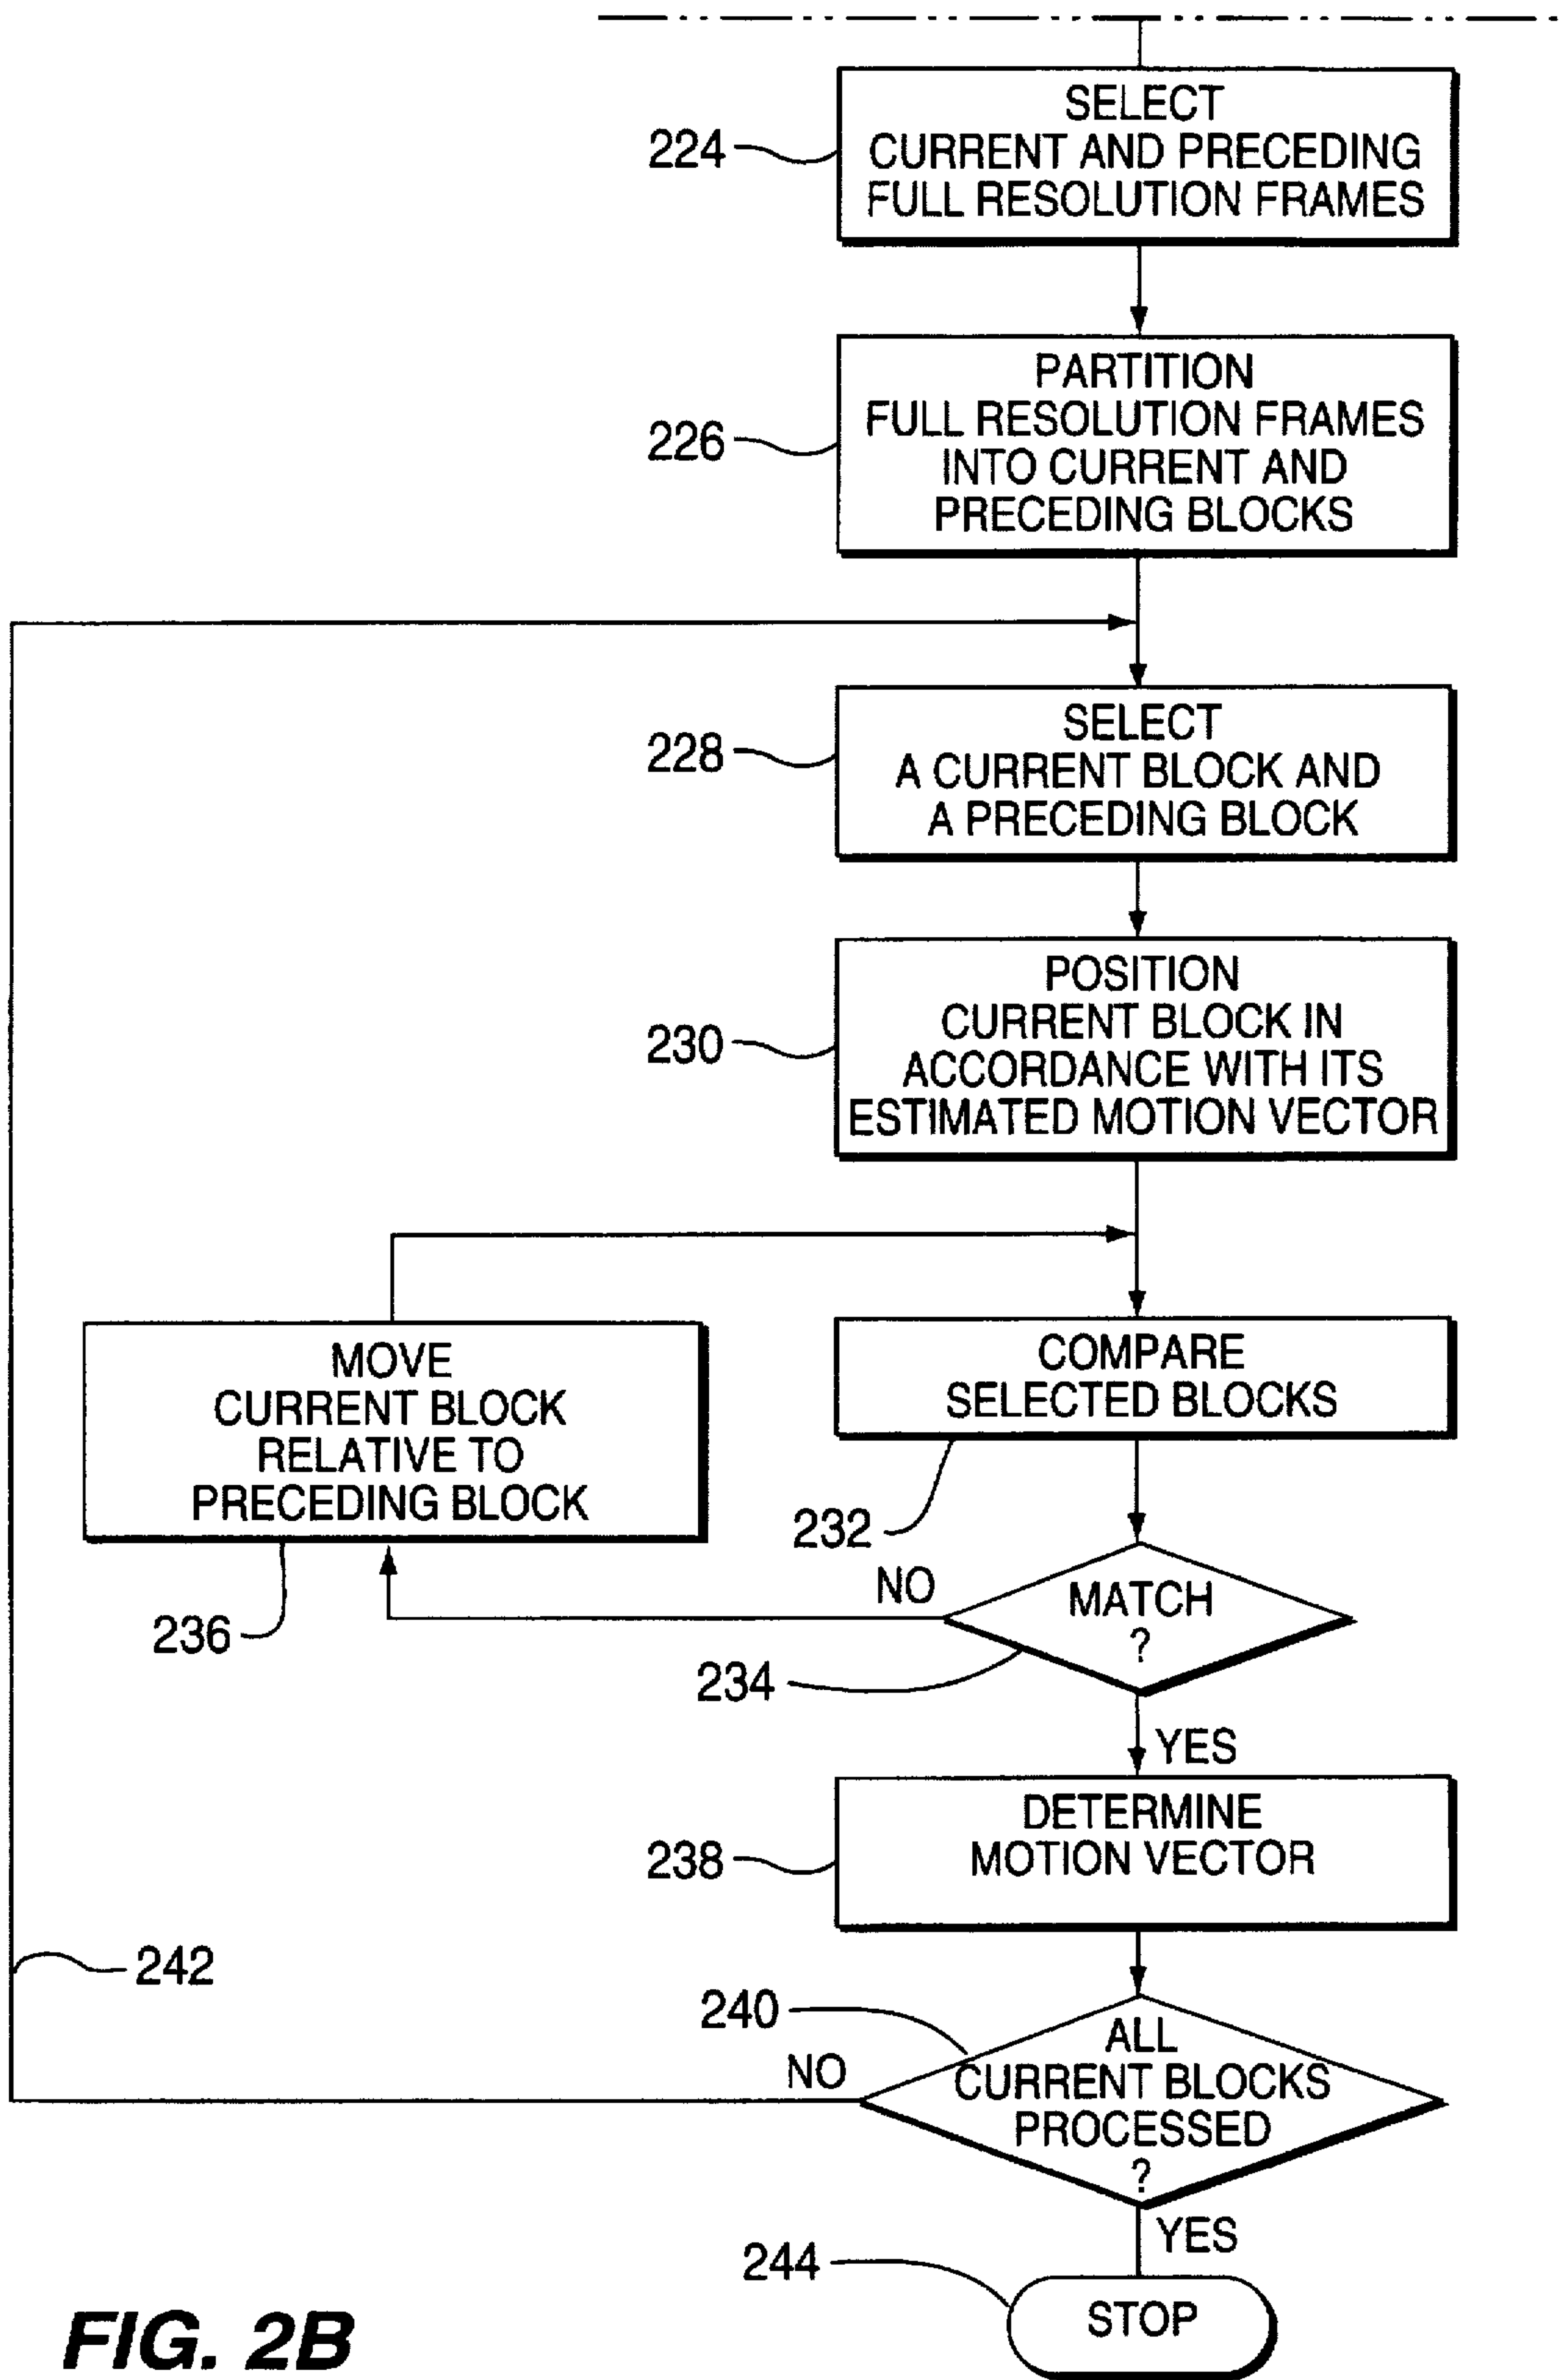 SELECT
CURRENT AND PRECEDING
FULL RESOLUTION FRAMES
224
PARTITION
FULL RESOLUTION FRAMES
INTO CURRENT AND
PRECEDING BLOCKS
226
SELECT
A CURRENT BLOCK AND
A PRECEDING BLOCK
228
POSITION
CURRENT BLOCK IN
ACCORDANCE WITH ITS
ESTIMATED MOTION VECTOR
230
COMPARE
SELECTED BLOCKS
232
MOVE
CURRENT BLOCK
RELATIVE TO
PRECEDING BLOCK
236
NO
MATCH
?
234
YES
DETERMINE
MOTION VECTOR
238
242
240
ALL
CURRENT BLOCKS
PROCESSED
?
NO
YES
244
STOP
FIG. 2B